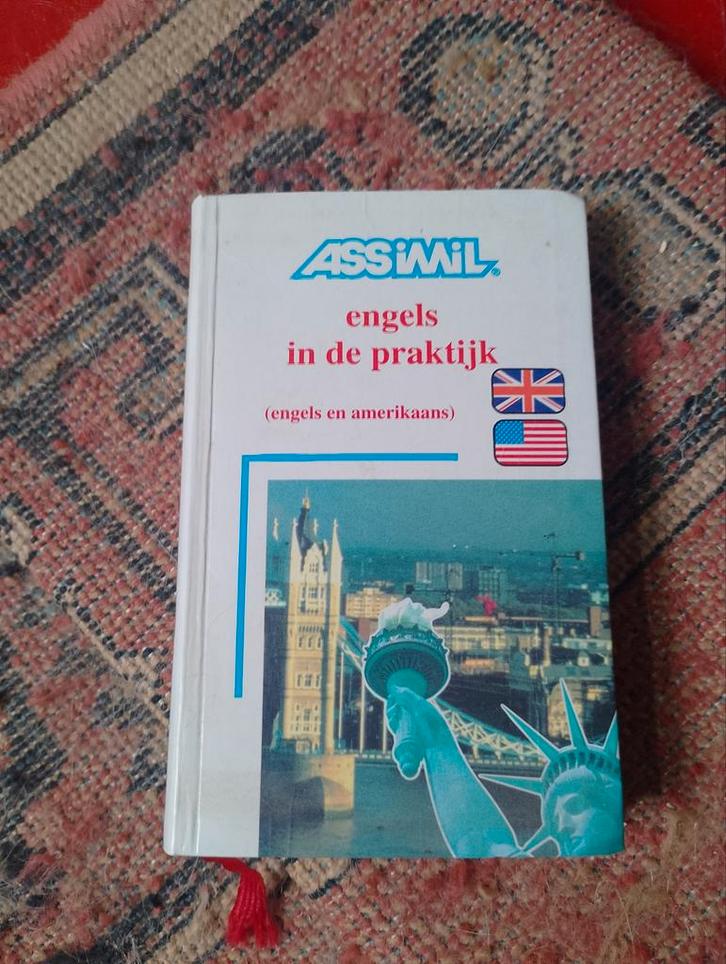 ASSiMiL®
engels
in de praktijk
(engels en amerikaans)